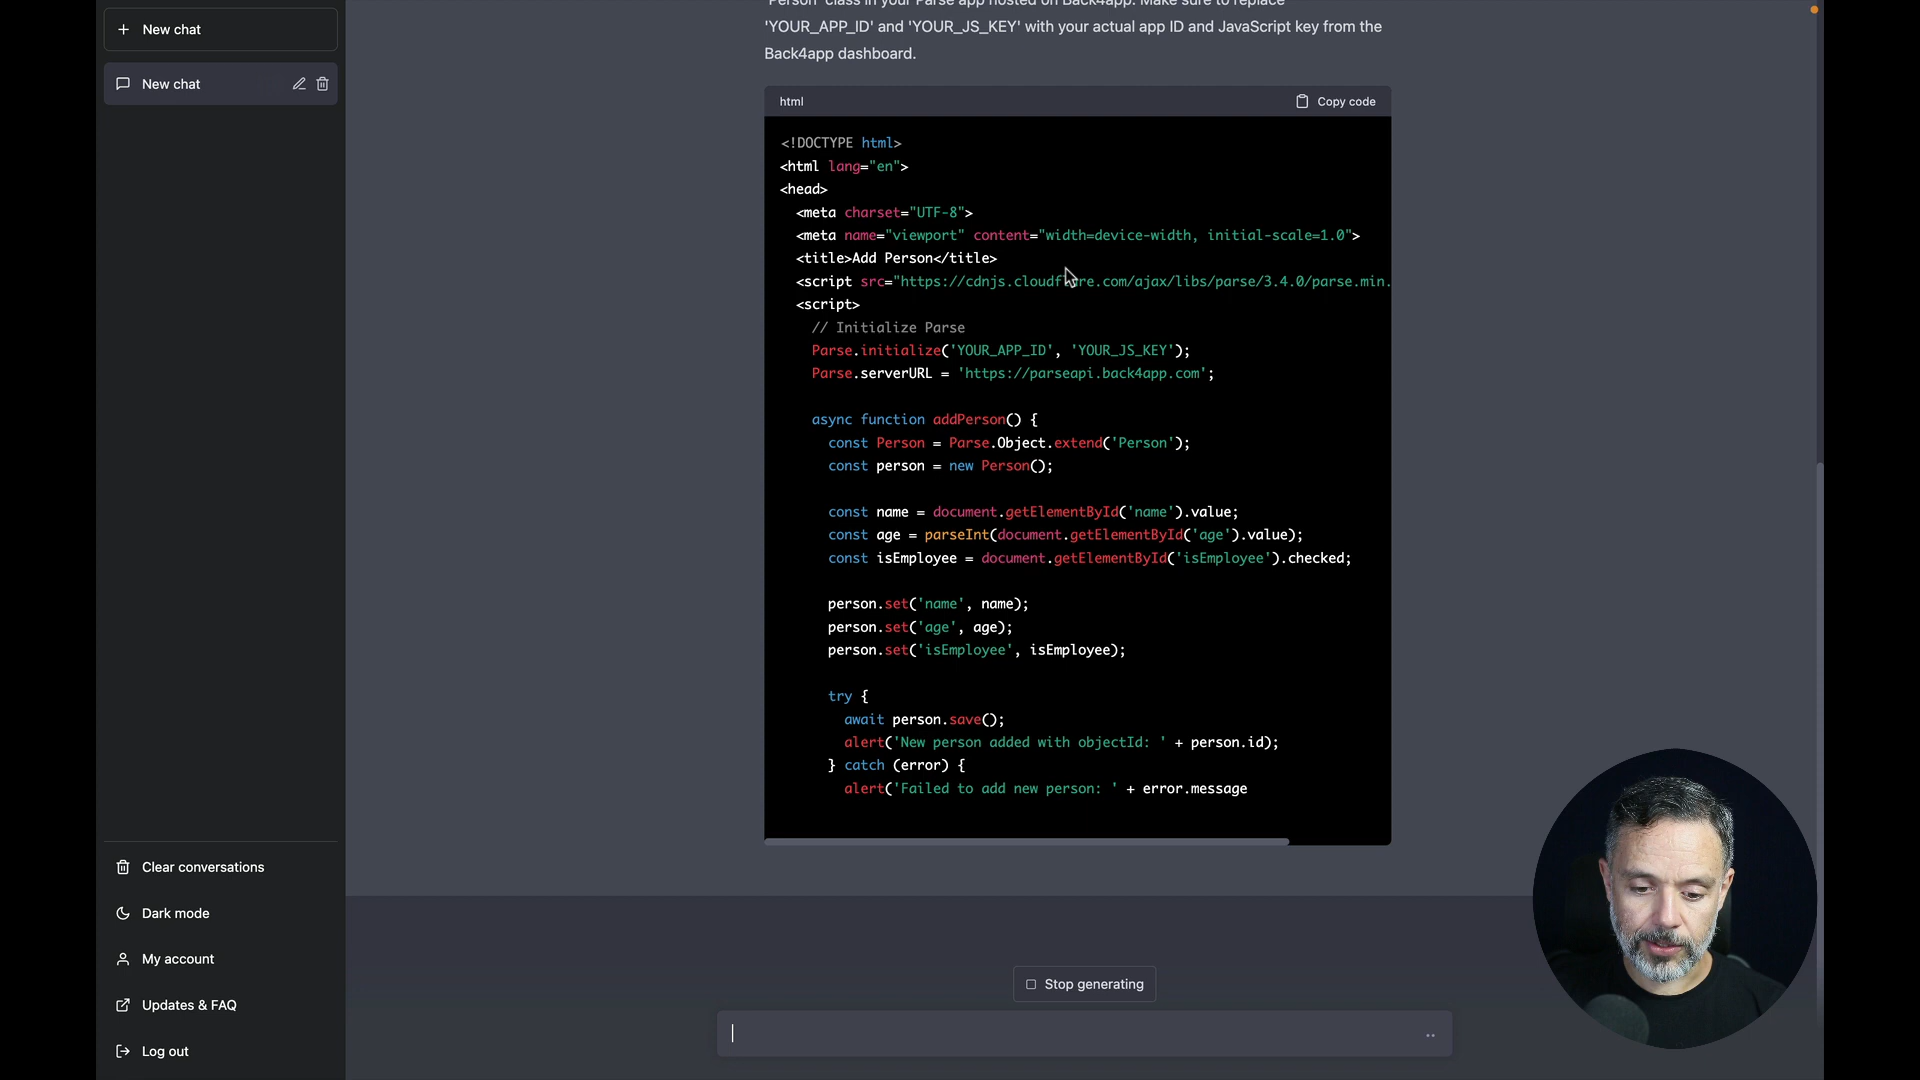 New chat
New chat
'Person' class in your Parse app hosted on Back4app. Make sure to replace
'YOUR_APP_ID' and 'YOUR_JS_KEY' with your actual app ID and JavaScript key from the
Back4app dashboard.
html
Copy code
<!DOCTYPE html>
<html lang="en">
<head>
<meta charset="UTF-8">
<meta name="viewport" content="width=device-width, initial-scale=1.0">
<title>Add Person</title>
<script src="https://cdnjs.cloudflare.com/ajax/libs/parse/3.4.0/parse.min.
<script>
// Initialize Parse
Parse.initialize('YOUR_APP_ID', 'YOUR_JS_KEY');
Parse.serverURL = 'https://parseapi.back4app.com';
async function addPerson() {
const Person = Parse.Object.extend('Person');
const person = new Person();
const name = document.getElementById('name').value;
const age = parseInt(document.getElementById('age').value);
const isEmployee = document.getElementById('isEmployee').checked;
person.set('name', name);
person.set('age', age);
person.set('isEmployee', isEmployee);
try {
await person.save();
alert('New person added with objectId: ' + person.id);
} catch (error) {
alert('Failed to add new person: ' + error.message
Clear conversations
Dark mode
My account
Updates & FAQ
Log out
Stop generating